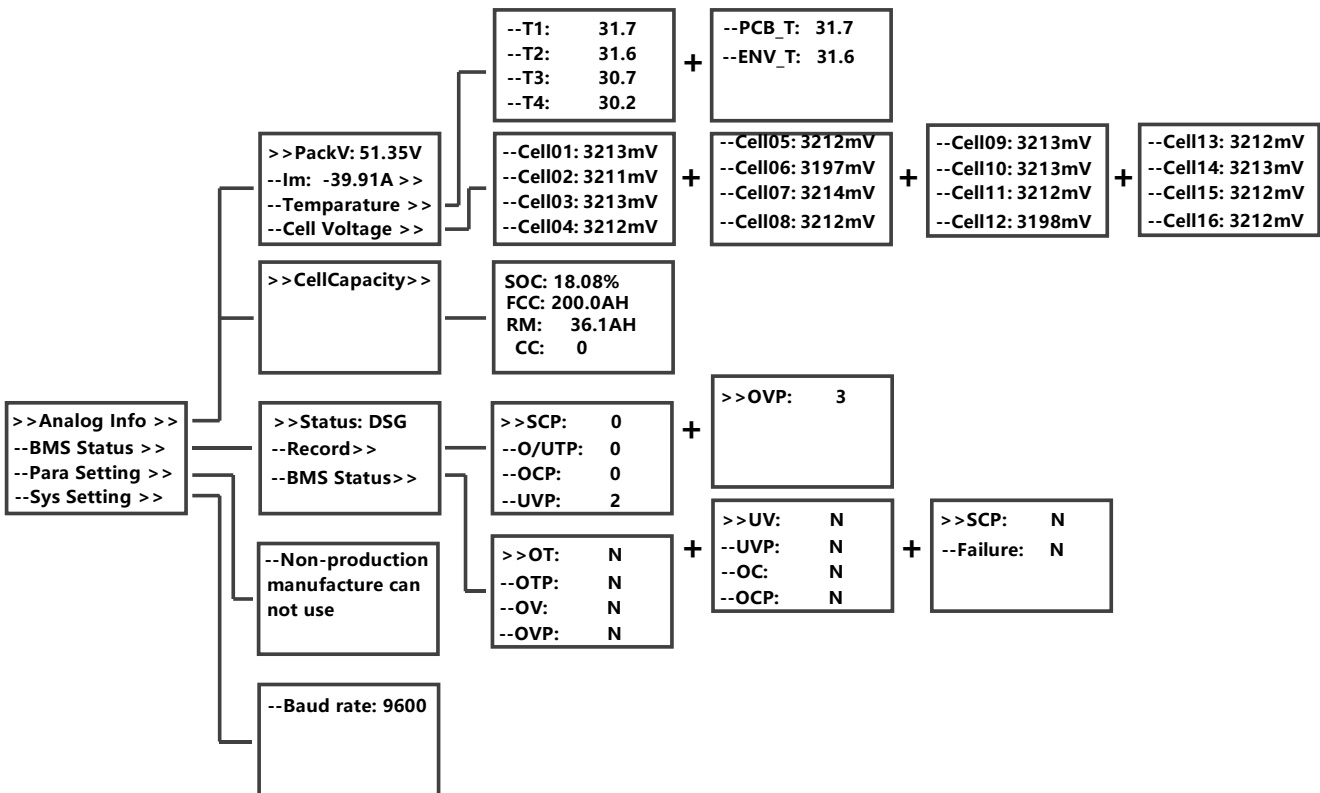 --T1: 31.7
--T2: 31.6
--T3: 30.7
--T4: 30.2
+
--PCB_T: 31.7
--ENV_T: 31.6
>>PackV: 51.35V
--Im: -39.91A >>
--Temparature >>
--Cell Voltage >>
--Cell01: 3213mV
--Cell02: 3211mV
--Cell03: 3213mV
--Cell04: 3212mV
+
--Cell05: 3212mV
--Cell06: 3197mV
--Cell07: 3214mV
--Cell08: 3212mV
+
--Cell09: 3213mV
--Cell10: 3213mV
--Cell11: 3212mV
--Cell12: 3198mV
+
--Cell13: 3212mV
--Cell14: 3213mV
--Cell15: 3212mV
--Cell16: 3212mV
>>CellCapacity>>
SOC: 18.08%
FCC: 200.0AH
RM: 36.1AH
CC: 0
>>Analog Info >>
--BMS Status >>
--Para Setting >>
--Sys Setting >>
>>Status: DSG
--Record>>
--BMS Status>>
>>SCP: 0
--O/UTP: 0
--OCP: 0
--UVP: 2
+
>>OVP: 3
>>OT: N
--OTP: N
--OV: N
--OVP: N
+
>>UV: N
--UVP: N
--OC: N
--OCP: N
+
>>SCP: N
--Failure: N
--Non-production
manufacture can
not use
--Baud rate: 9600